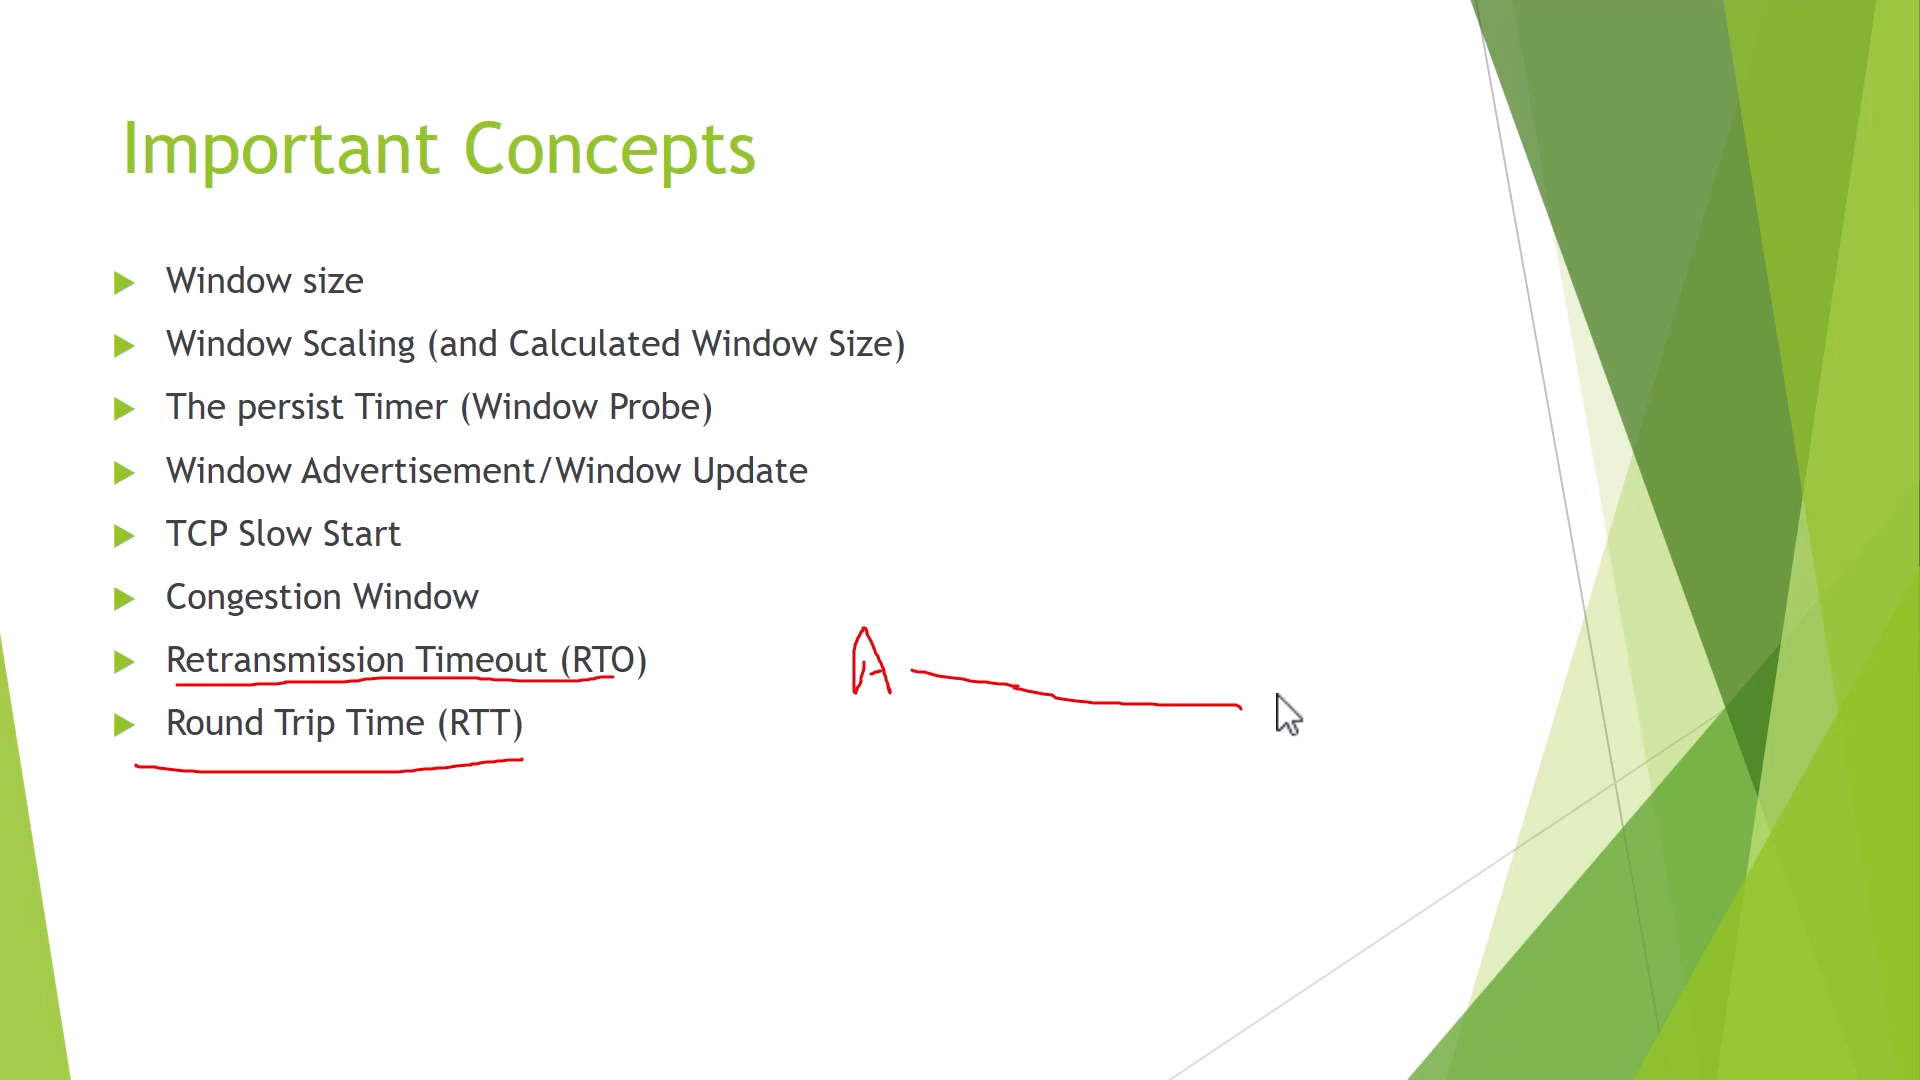 Important Concepts
Window size
Window Scaling (and Calculated Window Size)
The persist Timer (Window Probe)
Window Advertisement/Window Update
TCP Slow Start
Congestion Window
Retransmission Timeout (RTO)
A
Round Trip Time (RTT)